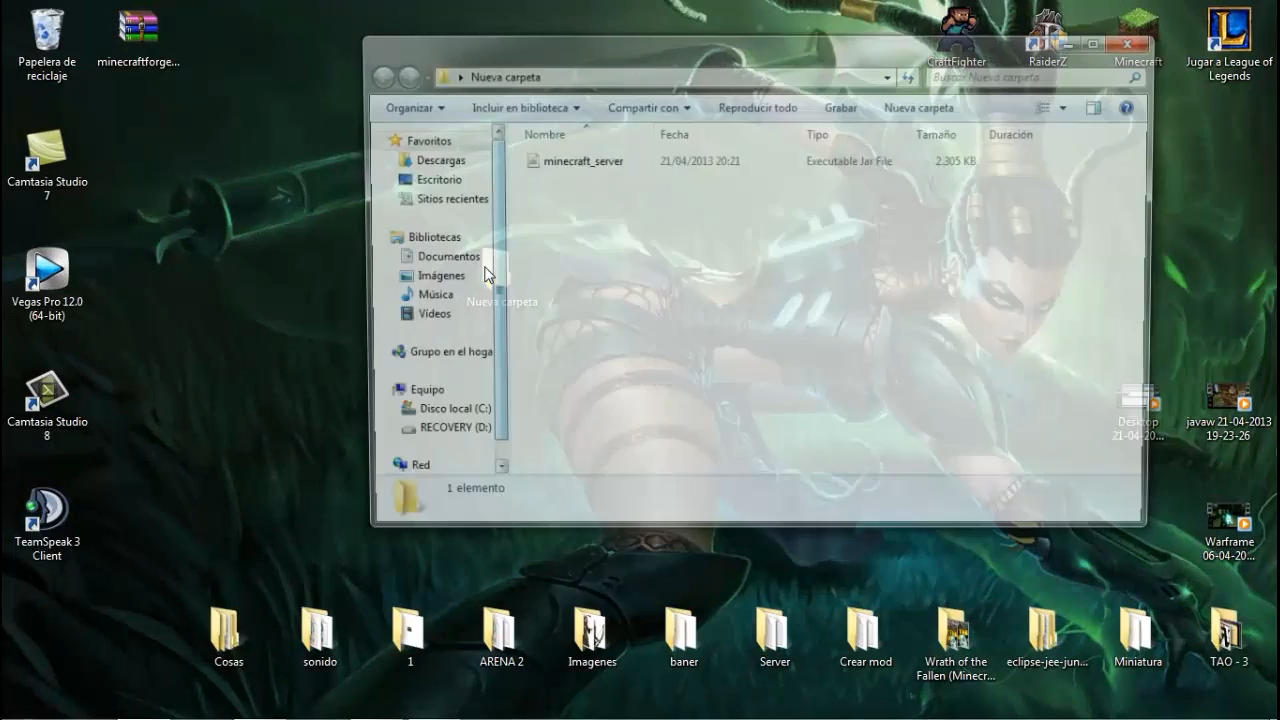 Papelera de
reciclaje
minecraftforge...
CraftFighter
RaiderZ
Minecraft
Jugar a League of
Legends
Nueva carpeta
Buscar Nueva carpeta
Organizar
Incluir en biblioteca
Compartir con
Reproducir todo
Grabar
Nueva carpeta
Nombre
Fecha
Tipo
Tamaño
Duración
minecraft_server
21/04/2013 20:21
Executable Jar File
2.305 KB
Favoritos
Descargas
Escritorio
Sitios recientes
Bibliotecas
Documentos
Imágenes
Música
Vídeos
Grupo en el hoga
Equipo
Disco local (C:)
RECOVERY (D:)
Red
1 elemento
Nueva carpeta
Camtasia Studio
7
Vegas Pro 12.0
(64-bit)
Camtasia Studio
8
TeamSpeak 3
Client
Desktop
21-04-20...
javaw 21-04-2013
19-23-26
Warframe
06-04-20...
Cosas
sonido
1
ARENA 2
Imagenes
baner
Server
Crear mod
Wrath of the
Fallen (Minecr...
eclipse-jee-jun...
Miniatura
TAO - 3